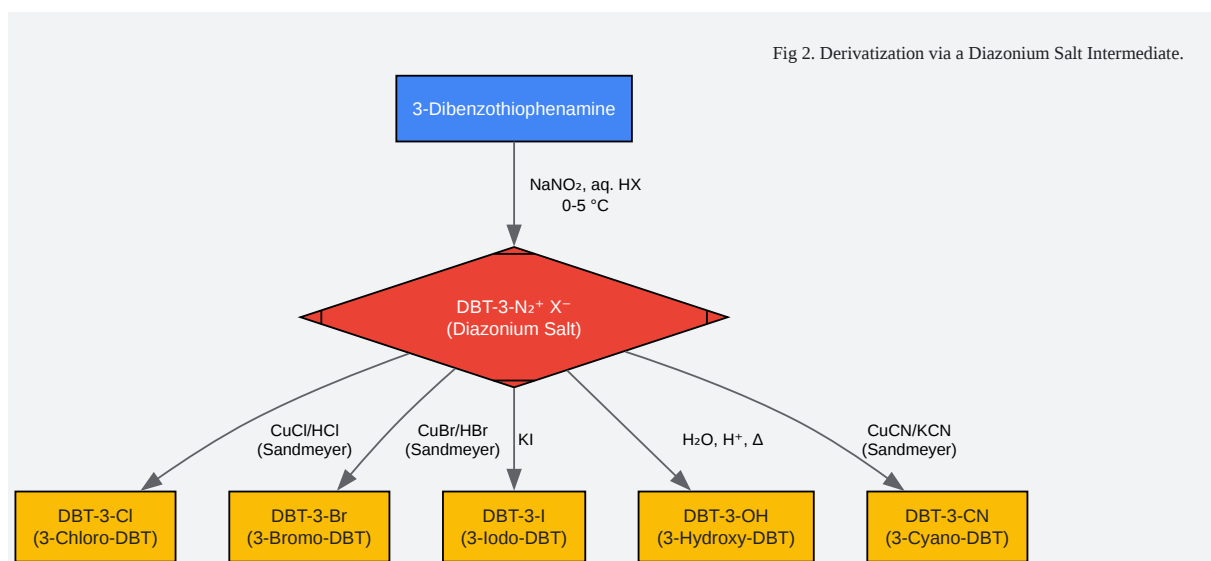 Fig 2. Derivatization via a Diazonium Salt Intermediate.
3-Dibenzothiophenamine
NaNO₂, aq. HX
0-5 °C
DBT-3-N₂⁺ X⁻
(Diazonium Salt)
CuCl/HCl
(Sandmeyer)
CuBr/HBr
(Sandmeyer)
KI
H₂O, H⁺, Δ
CuCN/KCN
(Sandmeyer)
DBT-3-Cl
(3-Chloro-DBT)
DBT-3-Br
(3-Bromo-DBT)
DBT-3-I
(3-Iodo-DBT)
DBT-3-OH
(3-Hydroxy-DBT)
DBT-3-CN
(3-Cyano-DBT)